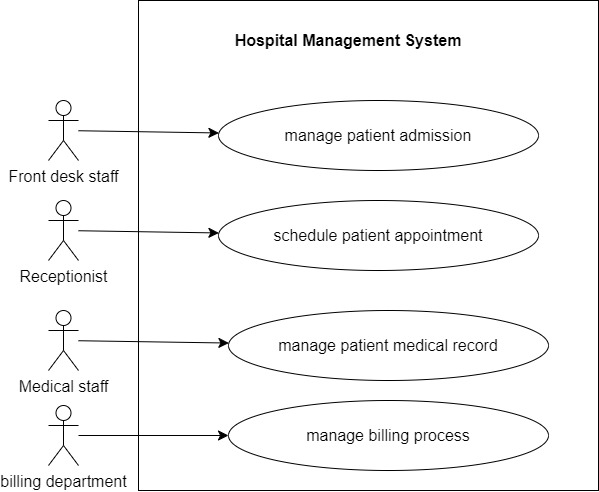 Hospital Management System
manage patient admission
Front desk staff
schedule patient appointment
Receptionist
manage patient medical record
Medical staff
manage billing process
billing department